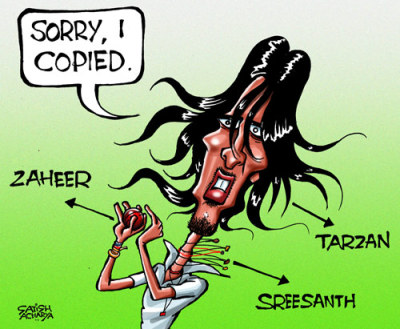 SORRY, I
COPIED.
ZAHEER
TARZAN
SREESANTH
SATISH
ACHARYA